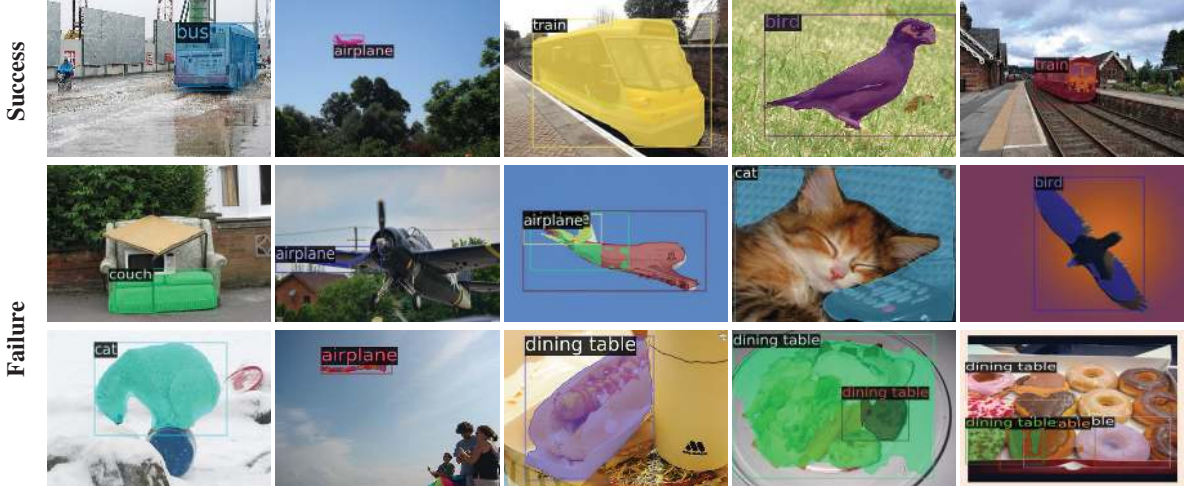 Success
bus
airplane
train
bird
train
Failure
couch
airplane
airplane
cat
bird
cat
airplane
dining table
dining table
dining table
dining table
dining table
able
ble